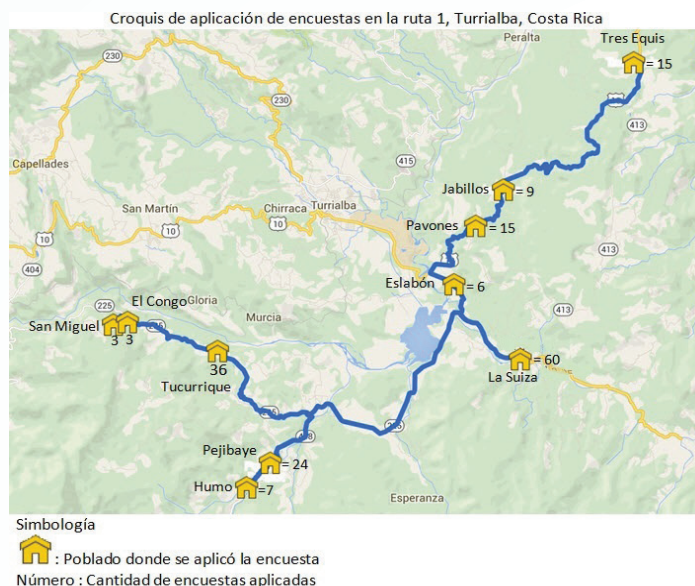 Croquis de aplicación de encuestas en la ruta 1, Turrialba, Costa Rica
Tres Equis
= 15
Peralta
230
230
413
415
Capellades
Jabillos
= 9
San Martín
Chirraca
Turrialba
Pavones
= 15
10
10
10
413
404
Eslabón
= 6
El Congo
Gloria
225
San Miguel
3
3
Murcia
413
36
= 60
La Suiza
Tucurrique
Pejibaye
= 24
Humo
=7
Esperanza
Simbología
: Poblado donde se aplicó la encuesta
Número : Cantidad de encuestas aplicadas